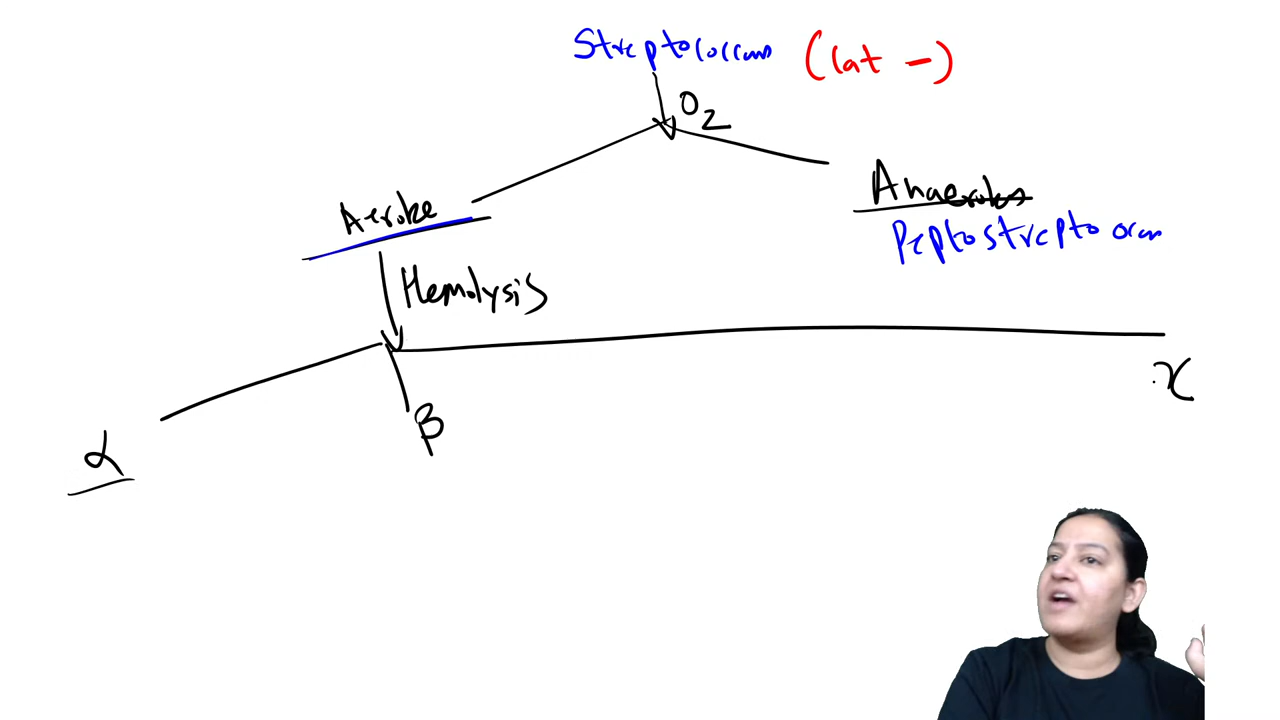 Streptococcus (cat -)
O2
Aerobe
Anaerobes
Peptostreptococcus
Hemolysis
α
β
γ